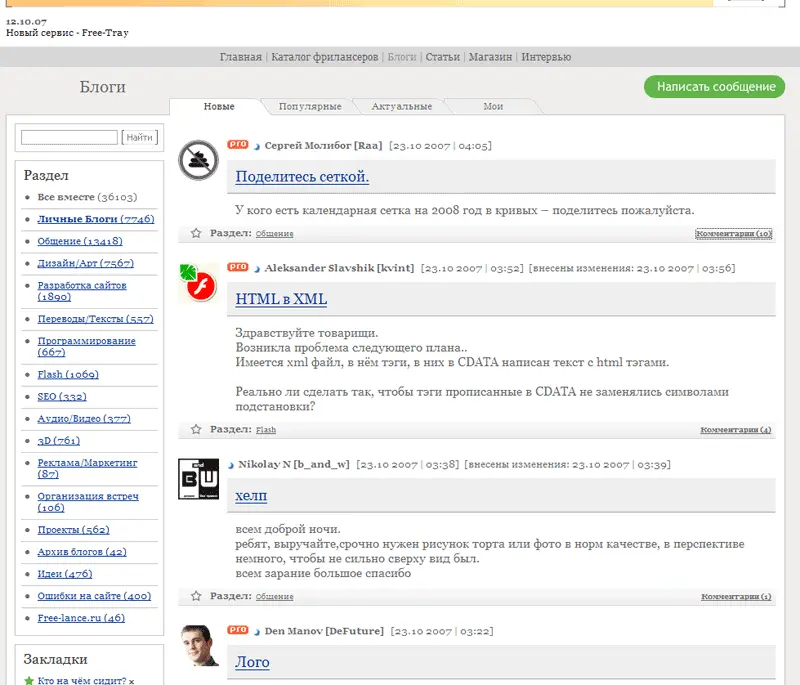 12.10.07
Новый сервис - Free-Tray
Главная | Каталог фрилансеров | Блоги | Статьи | Магазин | Интервью
Блоги
Написать сообщение
Новые
Популярные
Актуальные
Мои
[Найти]
Раздел
Все вместе (36103)
Личные Блоги (7746)
Общение (13418)
Дизайн/Арт (7567)
Разработка сайтов
(1890)
Переводы/Тексты (557)
Программирование
(667)
Flash (1069)
SEO (332)
Аудио/Видео (377)
3D (761)
Реклама/Маркетинг
(87)
Организация встреч
(106)
Проекты (562)
Архив блогов (42)
Идеи (476)
Ошибки на сайте (400)
Free-lance.ru (46)
Закладки
Кто на чём сидит? x
pro Сергей Молибог [Raa] [23.10 2007 | 04:05]
Поделитесь сеткой.
У кого есть календарная сетка на 2008 год в кривых – поделитесь пожалуйста.
Раздел: Общение
Комментарии (10)
pro Aleksander Slavshik [kvint] [23.10 2007 | 03:52] [внесены изменения: 23.10 2007 | 03:56]
HTML в XML
Здравствуйте товарищи.
Возникла проблема следующего плана..
Имеется xml файл, в нём тэги, в них в CDATA написан текст с html тэгами.
Реально ли сделать так, чтобы тэги прописанные в CDATA не заменялись символами
подстановки?
Раздел: Flash
Комментарии (4)
and
BW
Nikolay N [b_and_w] [23.10 2007 | 03:38] [внесены изменения: 23.10 2007 | 03:39]
хелп
всем доброй ночи.
ребят, выручайте,срочно нужен рисунок торта или фото в норм качестве, в перспективе
немного, чтобы не сильно сверху вид был.
всем зарание большое спасибо
Раздел: Общение
Комментарии (1)
pro Den Manov [DeFuture] [23.10 2007 | 03:22]
Лого